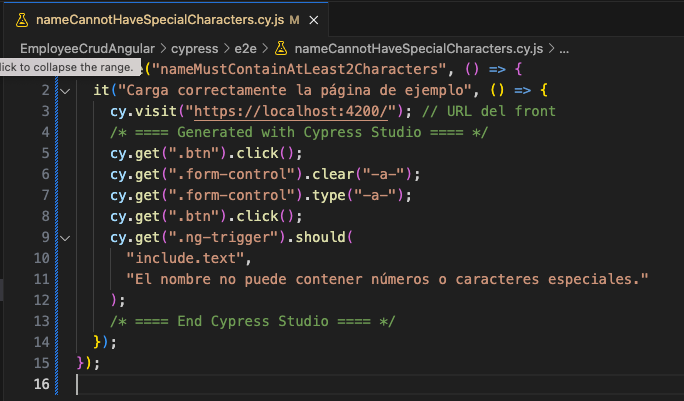 nameCannotHaveSpecialCharacters.cy.js M
EmployeeCrudAngular > cypress > e2e > nameCannotHaveSpecialCharacters.cy.js > ...
lick to collapse the range. e("nameMustContainAtLeast2Characters", () => {
2 it("Carga correctamente la página de ejemplo", () => {
3 cy.visit("https://localhost:4200/"); // URL del front
4 /* ==== Generated with Cypress Studio ==== */
5 cy.get(".btn").click();
6 cy.get(".form-control").clear("-a-");
7 cy.get(".form-control").type("-a-");
8 cy.get(".btn").click();
9 cy.get(".ng-trigger").should(
10 "include.text",
11 "El nombre no puede contener números o caracteres especiales."
12 );
13 /* ==== End Cypress Studio ==== */
14 });
15 });
16